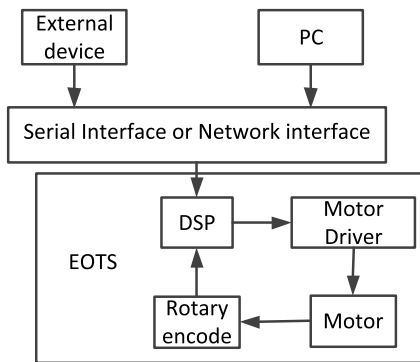 External
device
PC
Serial Interface or Network interface
DSP
Motor
Driver
EOTS
Rotary
encode
Motor